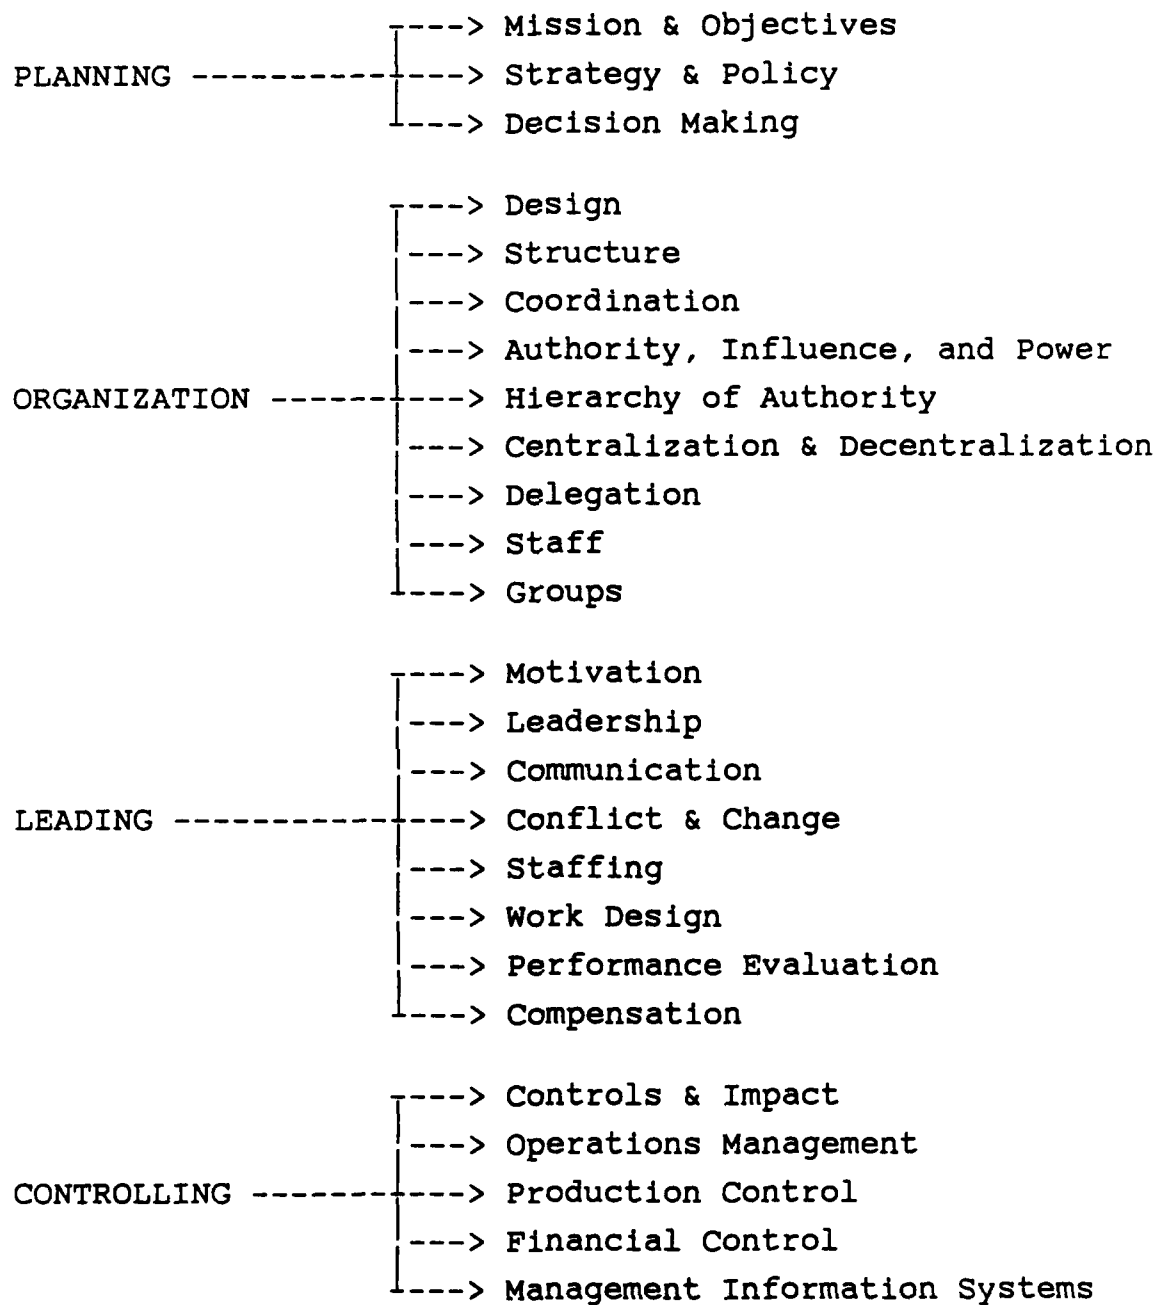 Mission & Objectives
PLANNING -----------> Strategy & Policy
Decision Making
Design
Structure
Coordination
Authority, Influence, and Power
ORGANIZATION -----------> Hierarchy of Authority
Centralization & Decentralization
Delegation
Staff
Groups
Motivation
Leadership
Communication
LEADING -----------> Conflict & Change
Staffing
Work Design
Performance Evaluation
Compensation
Controls & Impact
Operations Management
CONTROLLING -----------> Production Control
Financial Control
Management Information Systems